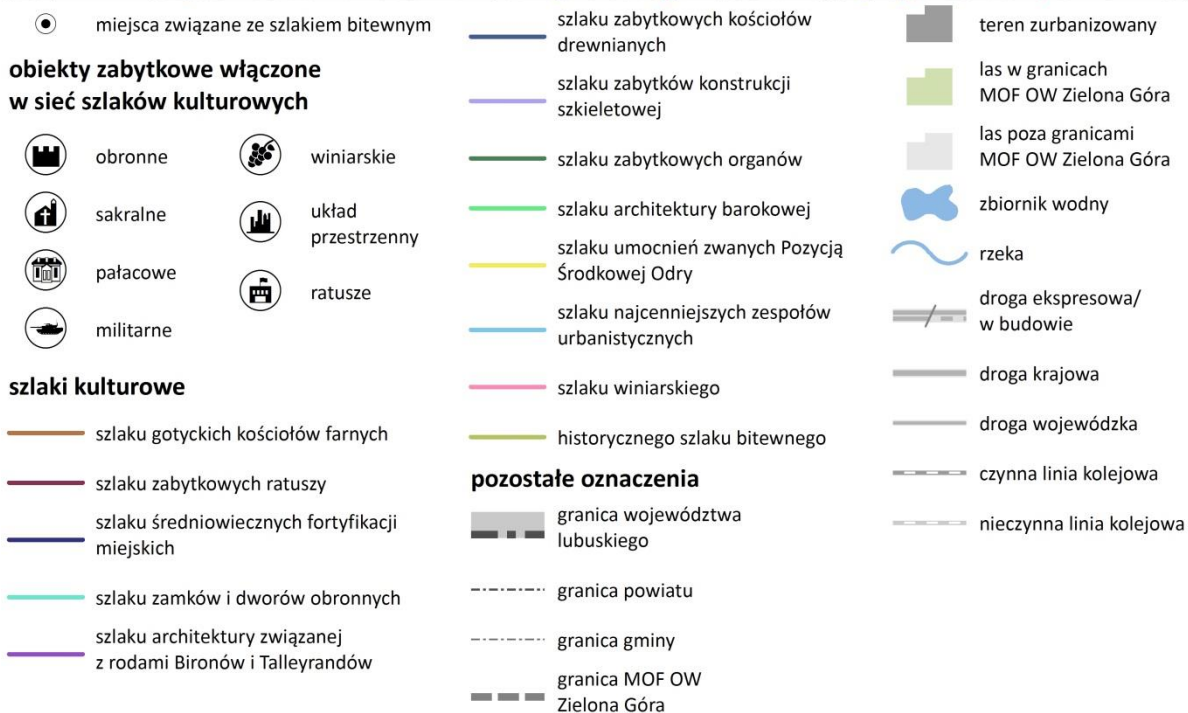 miejsca związane ze szlakiem bitewnym
obiekty zabytkowe włączone
w sieć szlaków kulturowych
obronne
sakralne
pałacowe
militarne
winiarskie
układ
przestrzenny
ratusze
szlaki kulturowe
szlaku gotyckich kościołów farnych
szlaku zabytkowych ratuszy
szlaku średniowiecznych fortyfikacji
miejskich
szlaku zamków i dworów obronnych
szlaku architektury związanej
z rodami Bironów i Talleyrandów
szlaku zabytkowych kościołów
drewnianych
szlaku zabytków konstrukcji
szkieletowej
szlaku zabytkowych organów
szlaku architektury barokowej
szlaku umocnień zwanych Pozycją
Środkowej Odry
szlaku najcenniejszych zespołów
urbanistycznych
szlaku winiarskiego
historycznego szlaku bitewnego
pozostałe oznaczenia
granica województwa
lubuskiego
granica powiatu
granica gminy
granica MOF OW
Zielona Góra
teren zurbanizowany
las w granicach
MOF OW Zielona Góra
las poza granicami
MOF OW Zielona Góra
zbiornik wodny
rzeka
droga ekspresowa/
w budowie
droga krajowa
droga wojewódzka
czynna linia kolejowa
nieczynna linia kolejowa